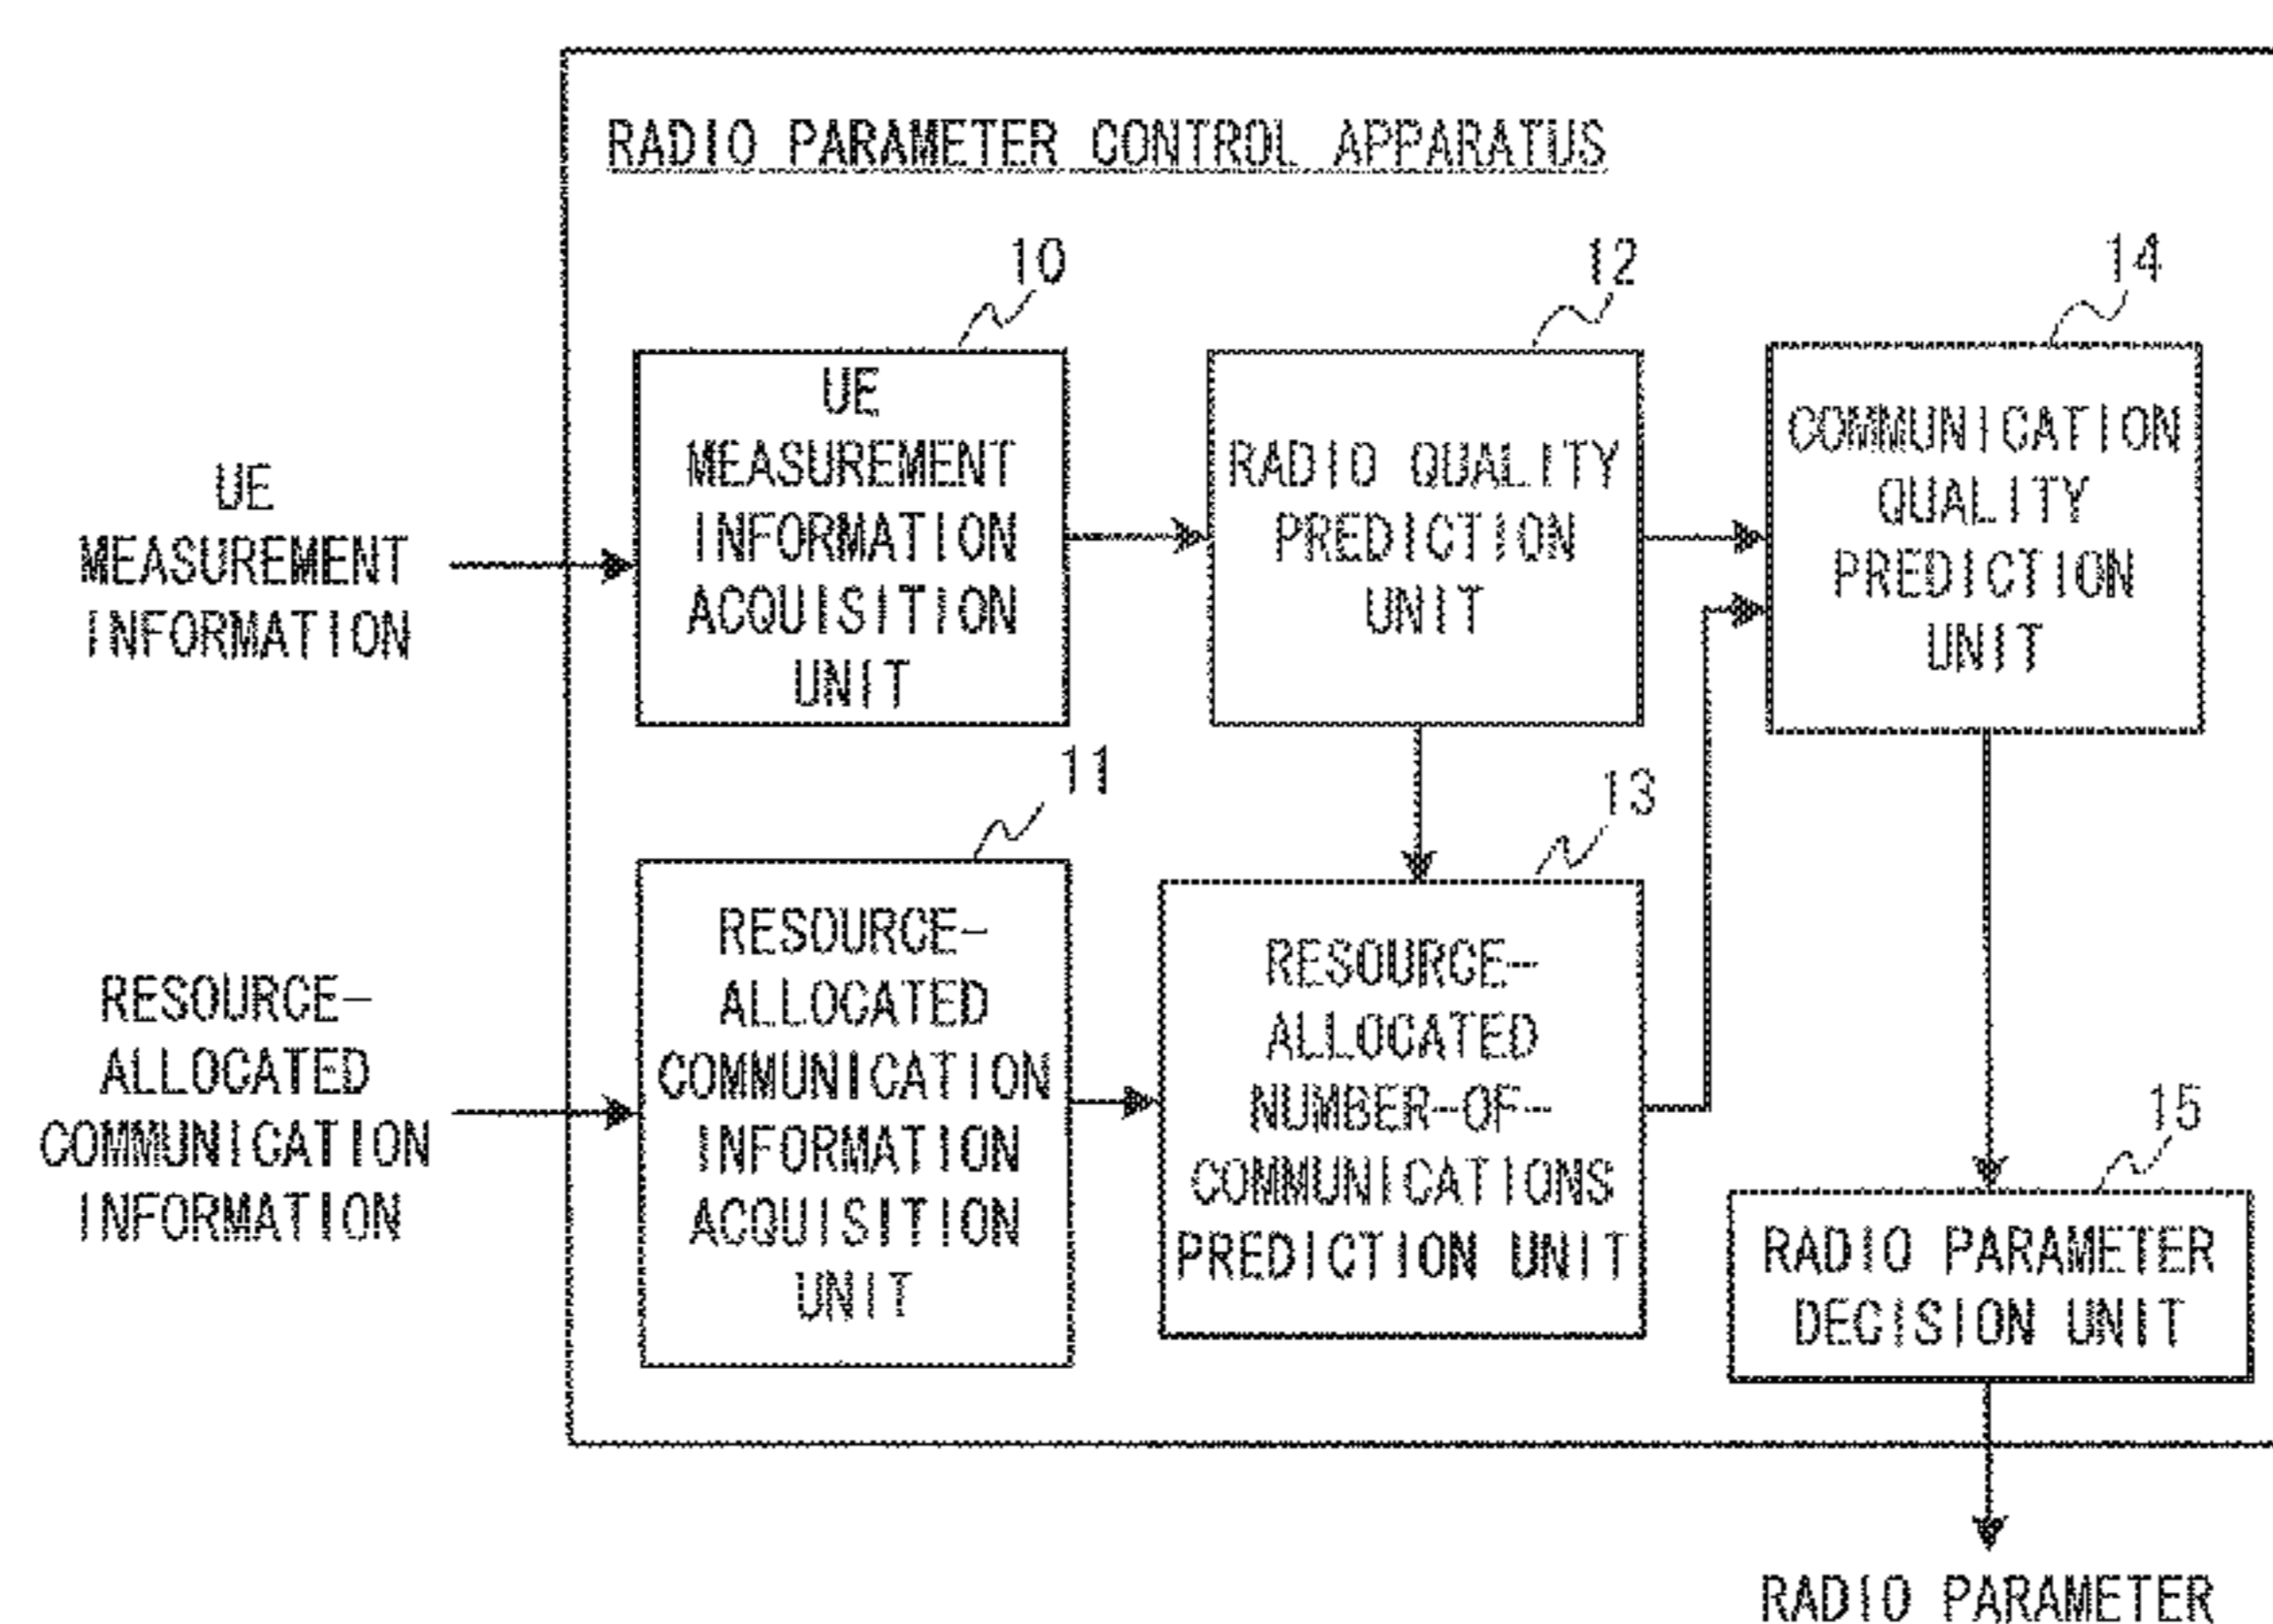 RADIO PARAMETER CONTROL APPARATUS
10
12
14
UE
MEASUREMENT
INFORMATION
UE
MEASUREMENT
INFORMATION
ACQUISITION
UNIT
RADIO QUALITY
PREDICTION
UNIT
COMMUNICATION
QUALITY
PREDICTION
UNIT
11
13
15
RESOURCE-
ALLOCATED
COMMUNICATION
INFORMATION
RESOURCE-
ALLOCATED
COMMUNICATION
INFORMATION
ACQUISITION
UNIT
RESOURCE-
ALLOCATED
NUMBER-OF-
COMMUNICATIONS
PREDICTION UNIT
RADIO PARAMETER
DECISION UNIT
RADIO PARAMETER